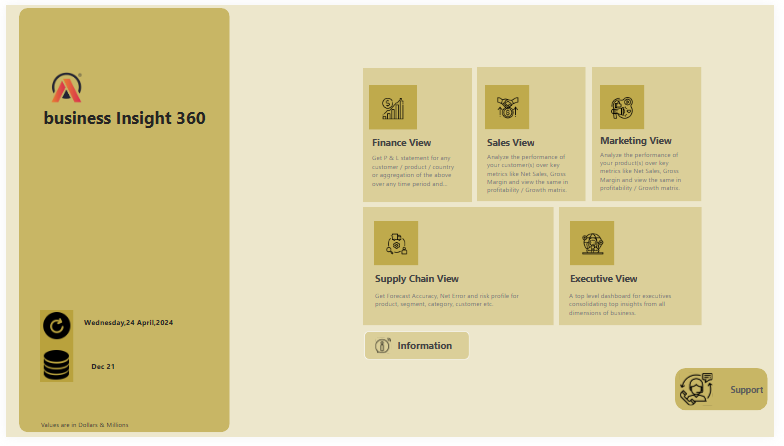 business Insight 360
Wednesday,24 April,2024
Dec 21
Values are in Dollars & Millions
Finance View
Get P & L statement for any
customer / product / country
or aggregation of the above
over any time period and...
Sales View
Analyze the performance of
your customer(s) over key
metrics like Net Sales, Gross
Margin and view the same in
profitability / Growth matrix.
Marketing View
Analyze the performance of
your product(s) over key
metrics like Net Sales, Gross
Margin and view the same in
profitability / Growth matrix.
Supply Chain View
Get Forecast Accuracy, Net Error and risk profile for
product, segment, category, customer etc.
Executive View
A top level dashboard for executives
consolidating top insights from all
dimensions of business.
Information
Support